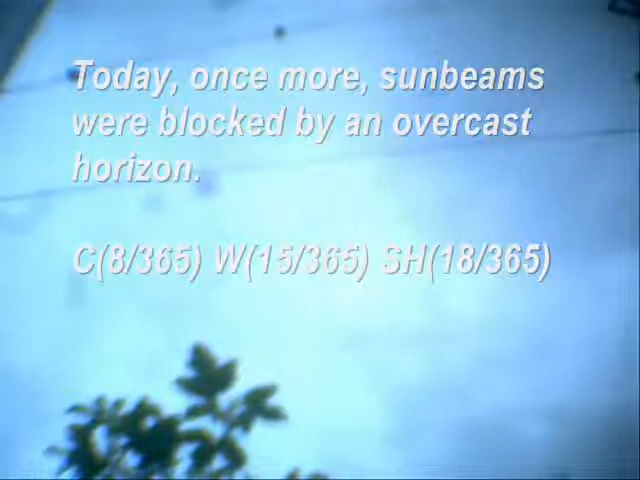 Today, once more, sunbeams
were blocked by an overcast
horizon.
C(8/365) W(15/365) SH(18/365)